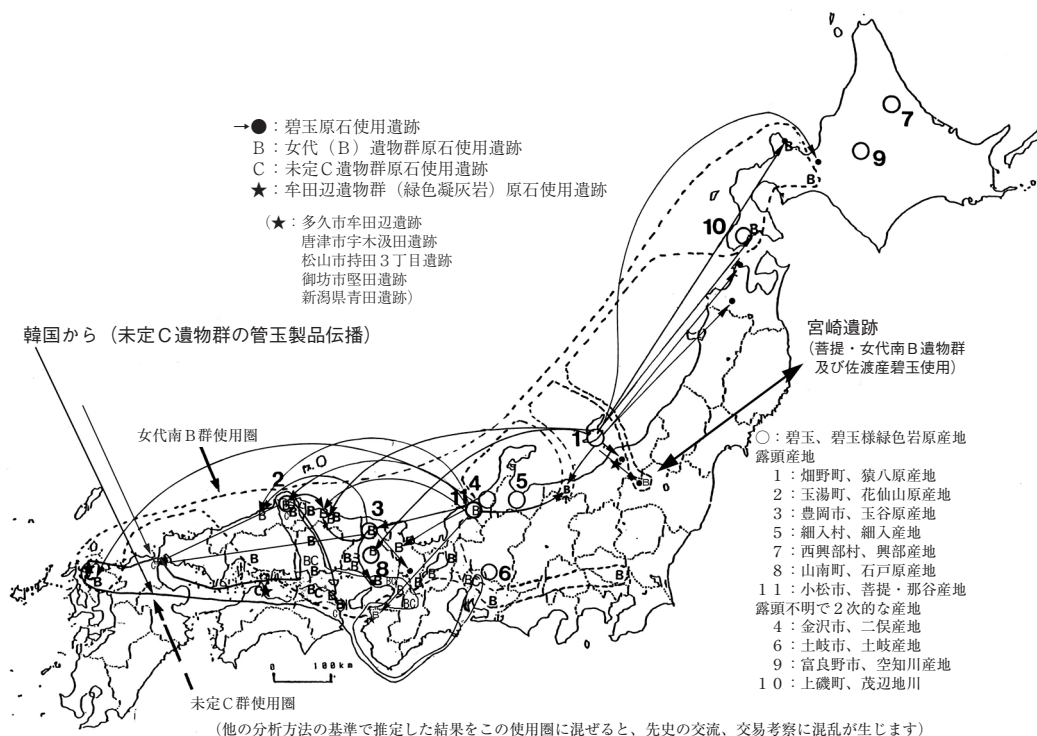 →●：碧玉原石使用遺跡
B：女代（B）遺物群原石使用遺跡
C：未定C遺物群原石使用遺跡
★：牟田辺遺物群（緑色凝灰岩）原石使用遺跡
（★：多久市牟田辺遺跡
唐津市宇木汲田遺跡
松山市持田３丁目遺跡
御坊市堅田遺跡
新潟県青田遺跡）
韓国から（未定C遺物群の管玉製品伝播）
女代南B群使用圏
未定C群使用圏
宮崎遺跡
（菩提・女代南B遺物群
及び佐渡産碧玉使用）
○：碧玉、碧玉様緑色岩原産地
露頭産地
1：畑野町、猿八原産地
2：玉湯町、花仙山原産地
3：豊岡市、玉谷原産地
5：細入村、細入産地
7：西興部村、興部産地
8：山南町、石戸原産地
11：小松市、菩提・那谷産地
露頭不明で２次的な産地
4：金沢市、二俣産地
6：土岐市、土岐産地
9：富良野市、空知川産地
10：上磯町、茂辺地川
7
9
10
1
2
3
4
5
11
8
6
0 100km
（他の分析方法の基準で推定した結果をこの使用圏に混ぜると、先史の交流、交易考察に混乱が生じます）